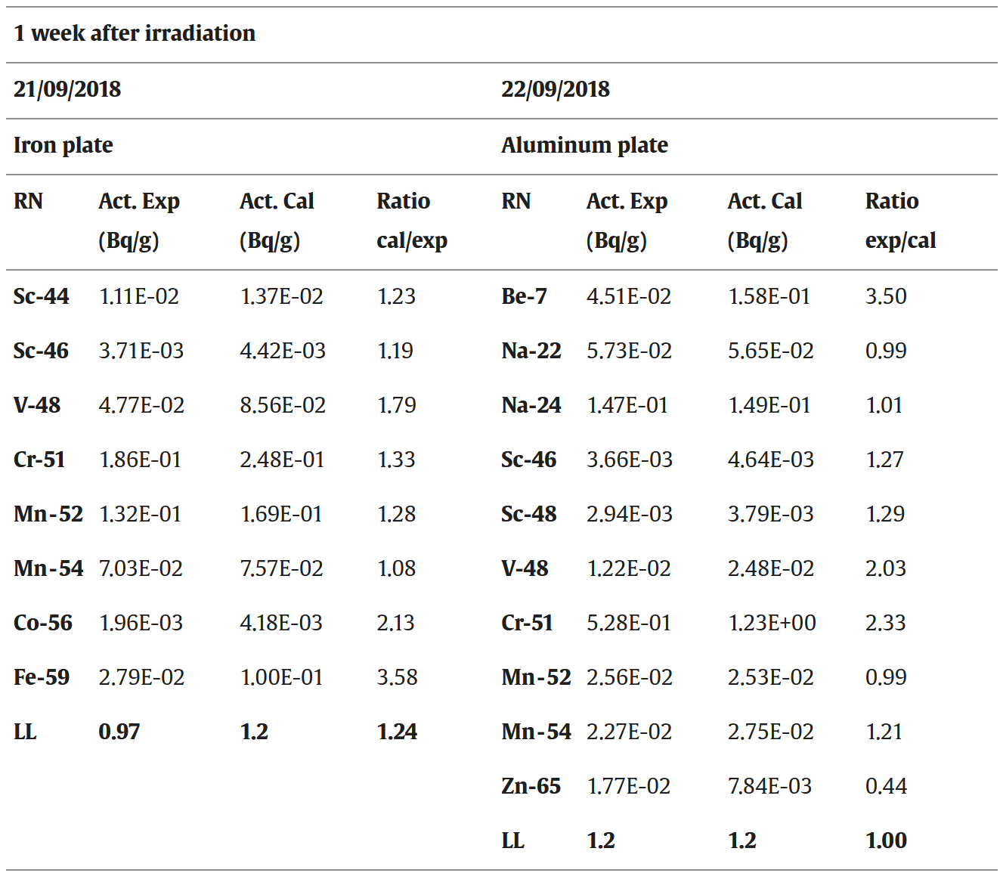 1 week after irradiation
21/09/2018 22/09/2018
Iron plate Aluminum plate
RN Act. Exp Act. Cal Ratio RN Act. Exp Act. Cal Ratio
(Bq/g) (Bq/g) cal/exp (Bq/g) (Bq/g) exp/cal
Sc-44 1.11E-02 1.37E-02 1.23 Be-7 4.51E-02 1.58E-01 3.50
Sc-46 3.71E-03 4.42E-03 1.19 Na-22 5.73E-02 5.65E-02 0.99
V-48 4.77E-02 8.56E-02 1.79 Na-24 1.47E-01 1.49E-01 1.01
Cr-51 1.86E-01 2.48E-01 1.33 Sc-46 3.66E-03 4.64E-03 1.27
Mn-52 1.32E-01 1.69E-01 1.28 Sc-48 2.94E-03 3.79E-03 1.29
Mn-54 7.03E-02 7.57E-02 1.08 V-48 1.22E-02 2.48E-02 2.03
Co-56 1.96E-03 4.18E-03 2.13 Cr-51 5.28E-01 1.23E+00 2.33
Fe-59 2.79E-02 1.00E-01 3.58 Mn-52 2.56E-02 2.53E-02 0.99
LL 0.97 1.2 1.24 Mn-54 2.27E-02 2.75E-02 1.21
Zn-65 1.77E-02 7.84E-03 0.44
LL 1.2 1.2 1.00